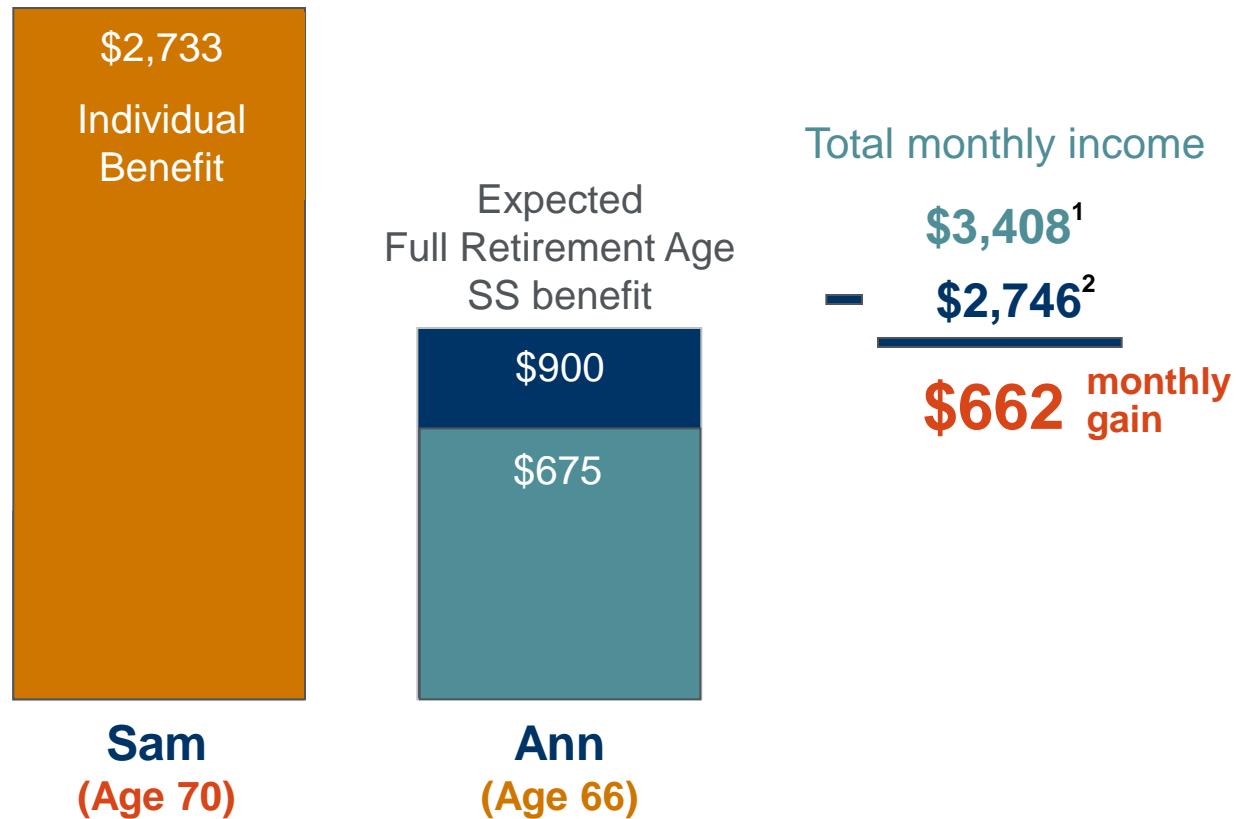 $2,733
Individual
Benefit
Sam
(Age 70)
Expected
Full Retirement Age
SS benefit
$900
$675
Ann
(Age 66)
Total monthly income
$3,408¹
– $2,746²
$662 monthly
gain